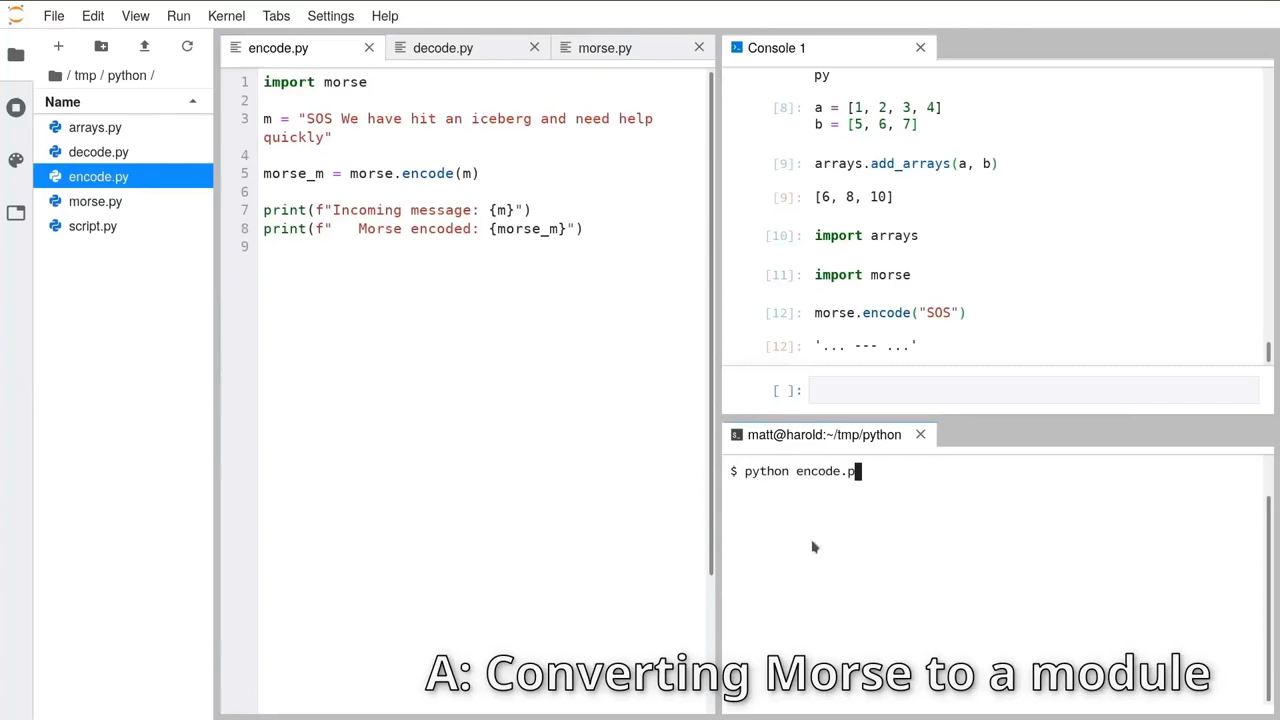 File Edit View Run Kernel Tabs Settings Help
/ tmp / python /
Name
arrays.py
decode.py
encode.py
morse.py
script.py
encode.py
decode.py
morse.py
1 import morse
2
3 m = "SOS We have hit an iceberg and need help
quickly"
4
5 morse_m = morse.encode(m)
6
7 print(f"Incoming message: {m}")
8 print(f"   Morse encoded: {morse_m}")
9
Console 1
py
[8]: a = [1, 2, 3, 4]
b = [5, 6, 7]
[9]: arrays.add_arrays(a, b)
[9]: [6, 8, 10]
[10]: import arrays
[11]: import morse
[12]: morse.encode("SOS")
[12]: '... --- ...'
[ ]:
matt@harold:~/tmp/python
$ python encode.p
A: Converting Morse to a module